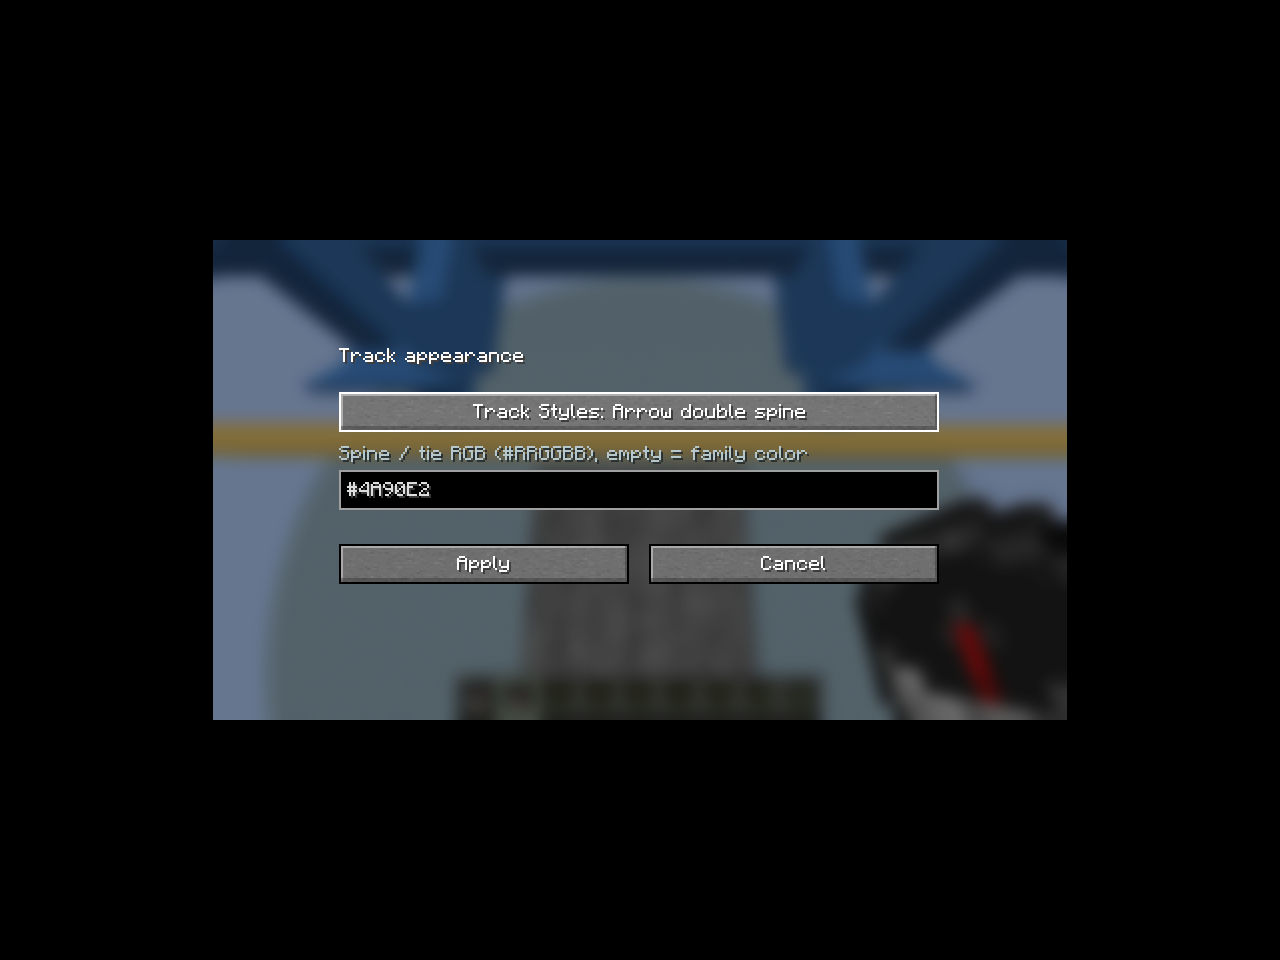 Track appearance
Track Styles: Arrow double spine
Spine / tie RGB (#RRGGBB), empty = family color
#4A90E2
Apply
Cancel